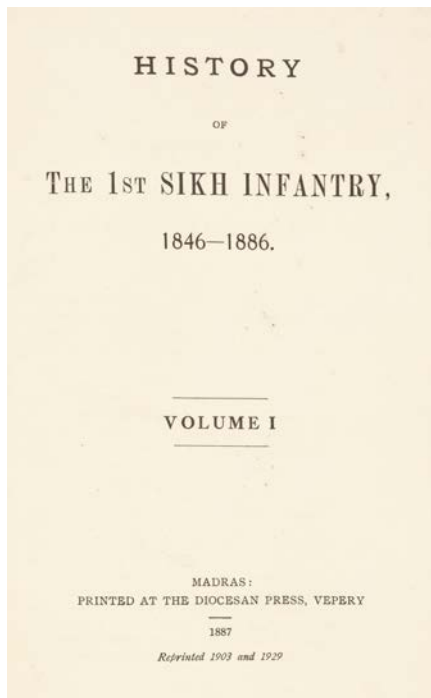 HISTORY
OF
THE 1ST SIKH INFANTRY,
1846—1886.
VOLUME I
MADRAS:
PRINTED AT THE DIOCESAN PRESS, VEPERY
1887
Reprinted 1903 and 1929